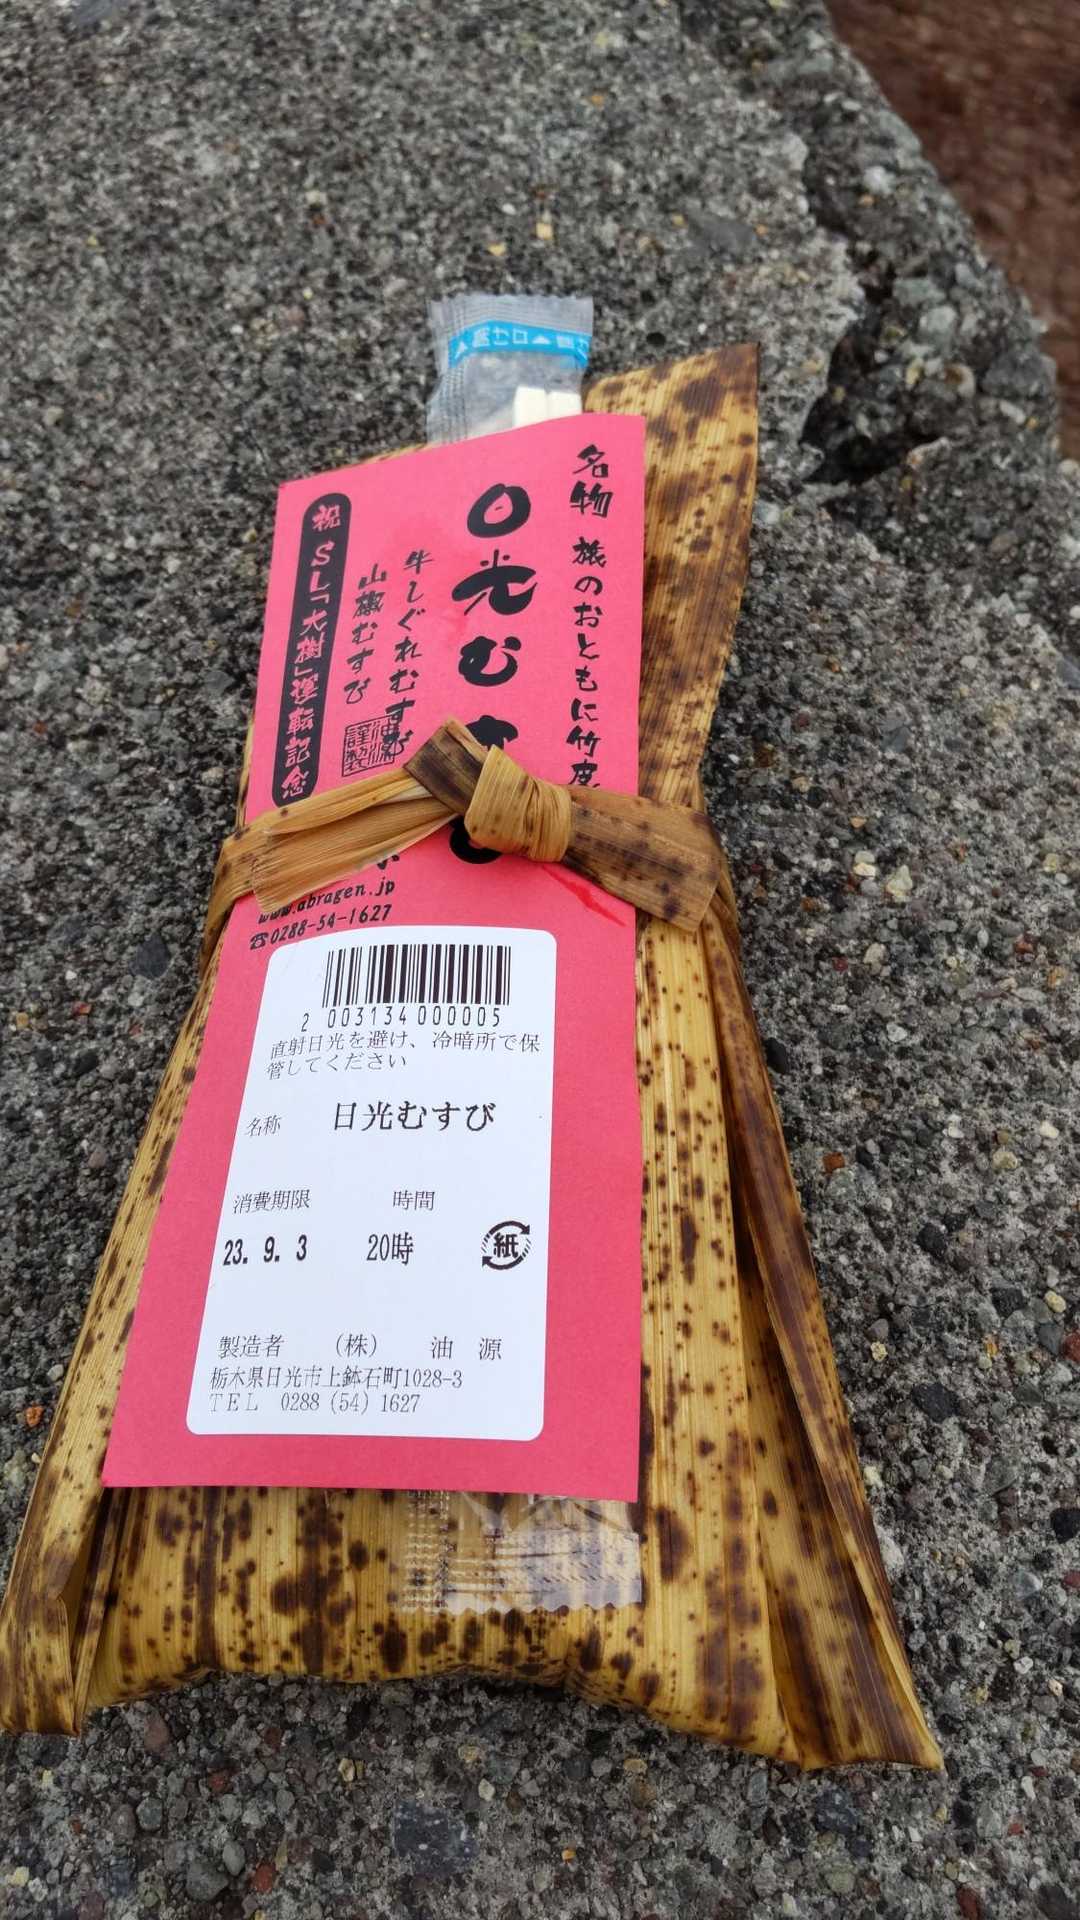 名物 旅のおともに竹皮
日光むす
牛しぐれむすび
山椒むすび
油源謹製
祝 SL「大樹」運転記念
www.abragen.jp
☎0288-54-1627
2 003134 000005
直射日光を避け、冷暗所で保
管してください
名称 日光むすび
消費期限 時間
23. 9. 3 20時
紙
製造者 (株) 油 源
栃木県日光市上鉢石町1028-3
TEL 0288 (54) 1627